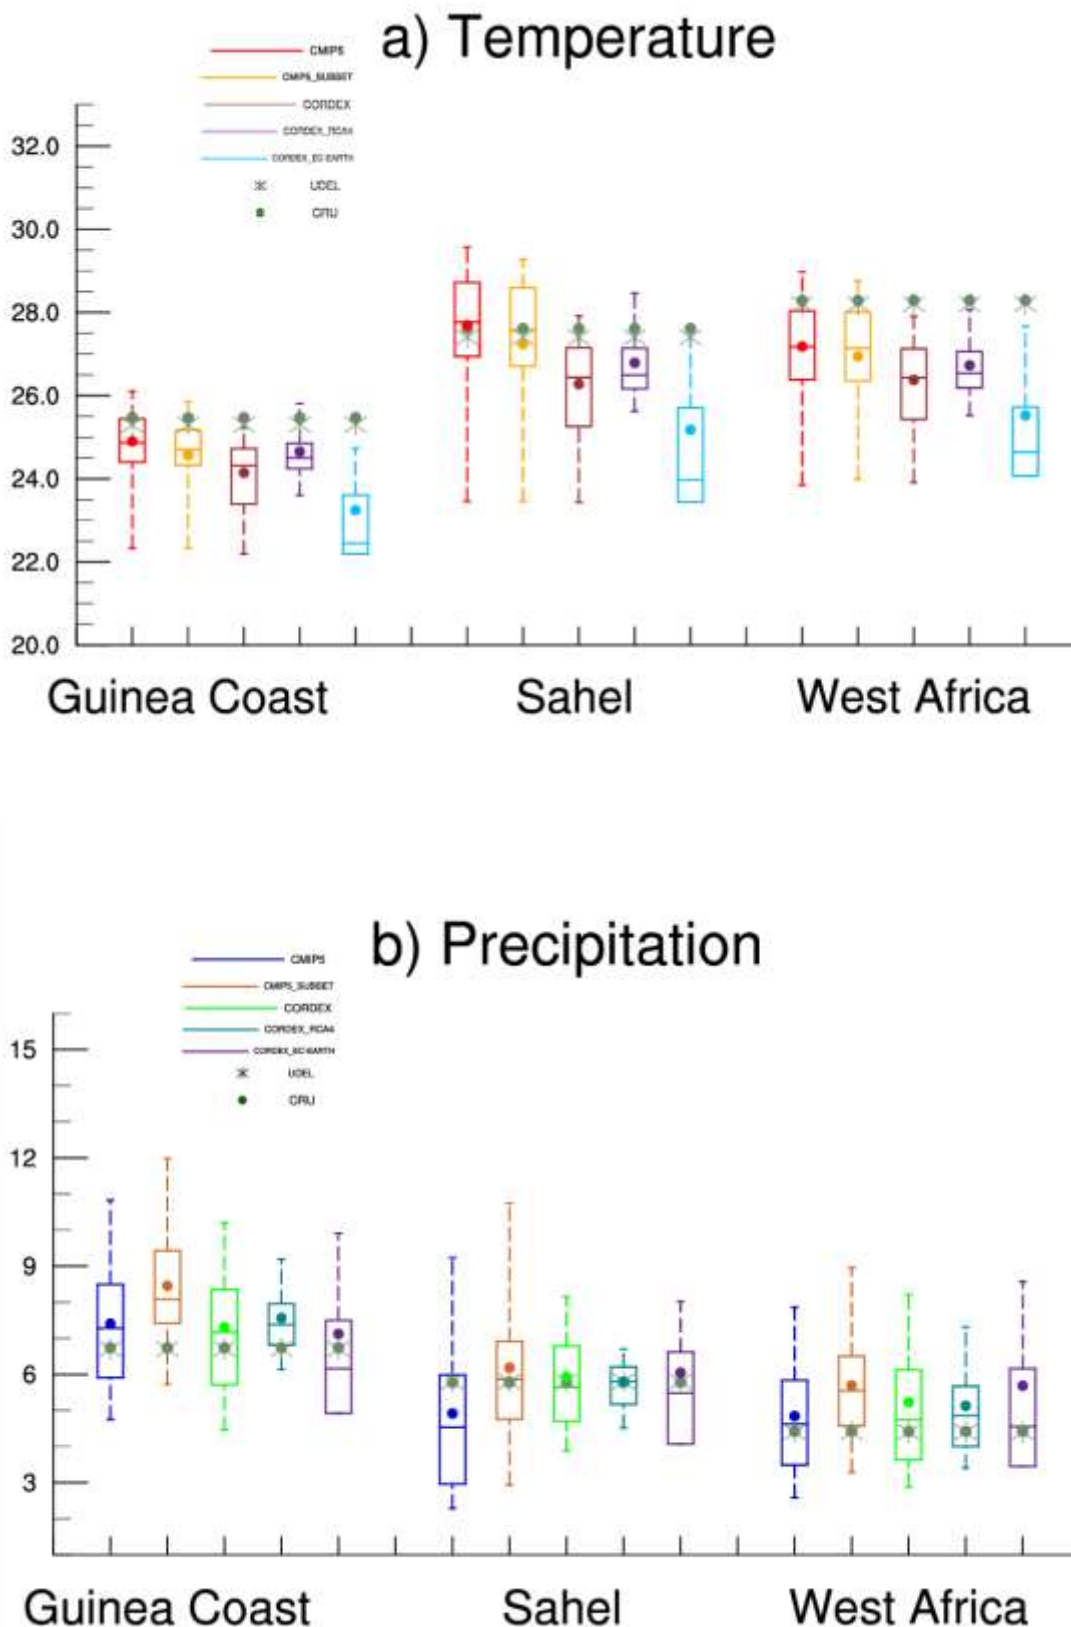 a) Temperature
CMIP5
CMIP5_SUBSET
CORDEX
CORDEX_RCA4
CORDEX_EC-EARTH
UDEL
CRU
32.0
30.0
28.0
26.0
24.0
22.0
20.0
Guinea Coast Sahel West Africa
b) Precipitation
CMIP5
CMIP5_SUBSET
CORDEX
CORDEX_RCA4
CORDEX_EC-EARTH
UDEL
CRU
15
12
9
6
3
Guinea Coast Sahel West Africa